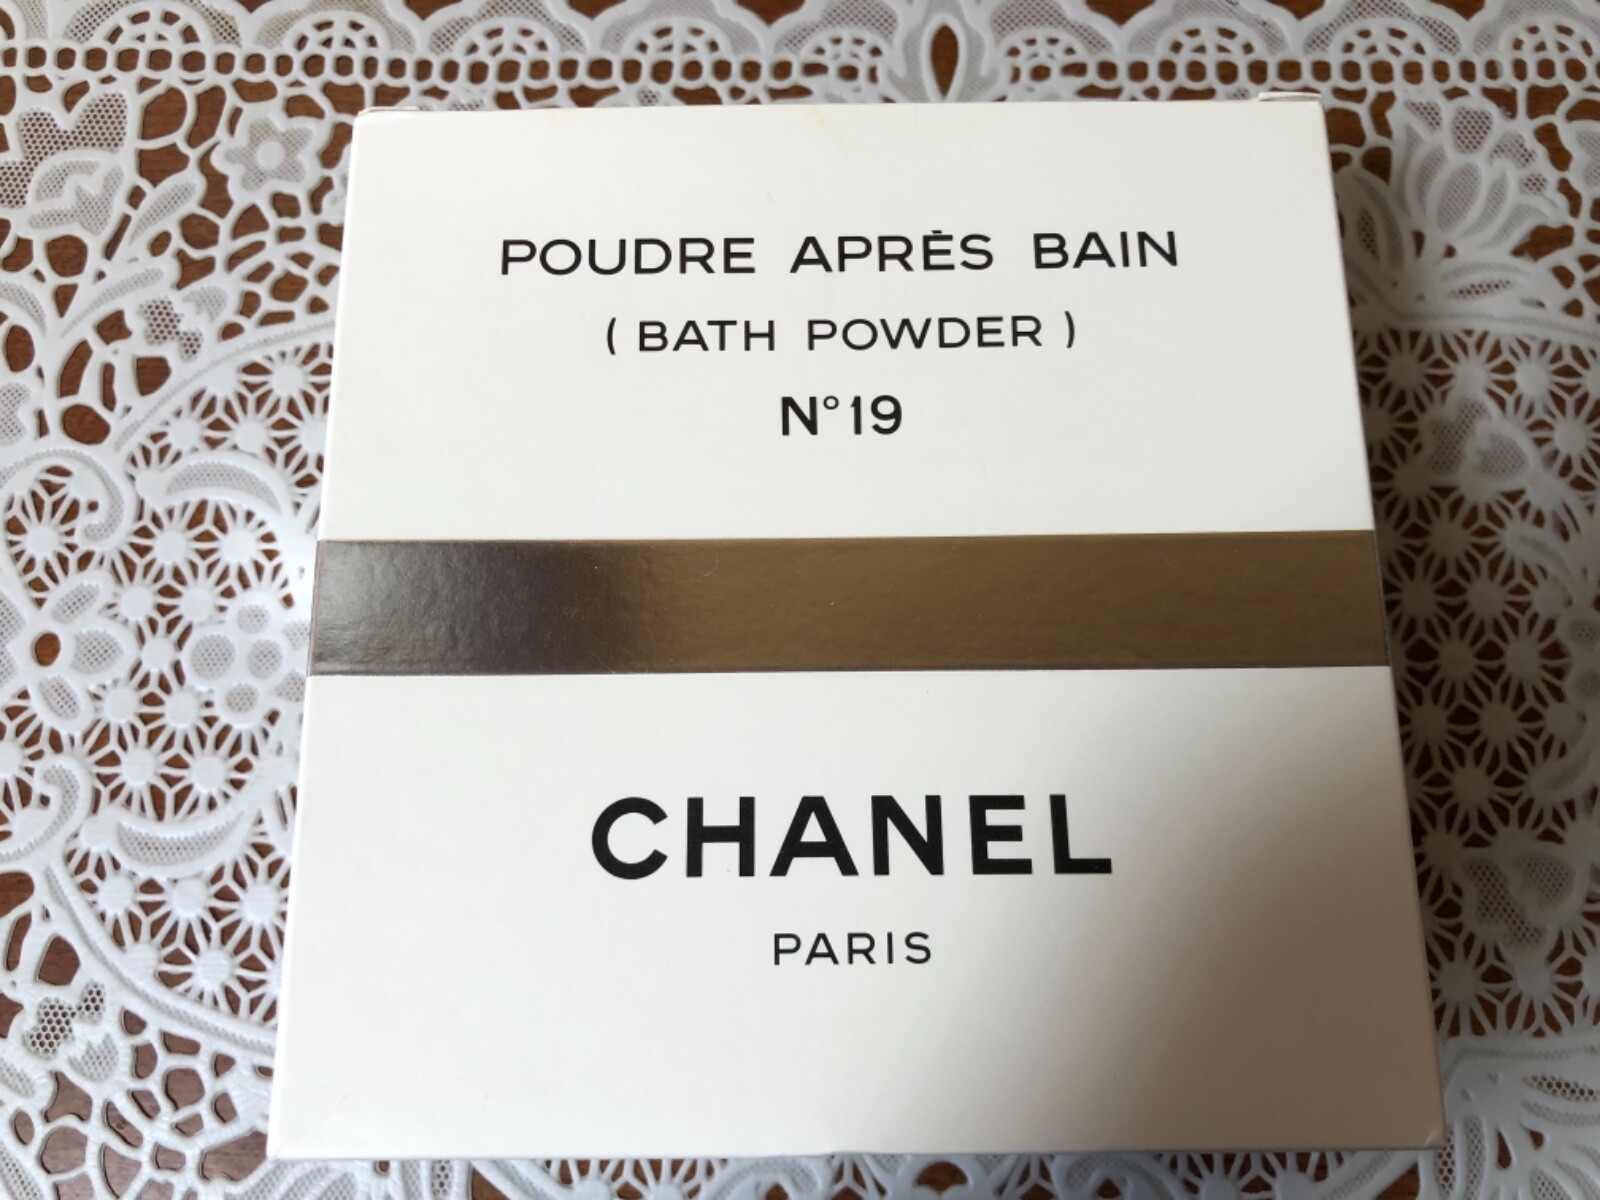 POUDRE APRÈS BAIN
( BATH POWDER )
N°19
CHANEL
PARIS